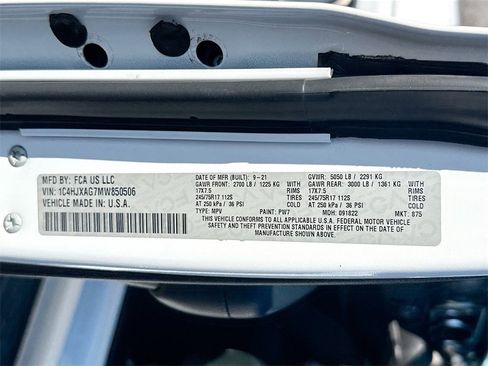 MFD BY: FCA US LLC
VIN: 1C4HJXAG7MW850506
VEHICLE MADE IN: U.S.A.
DATE OF MFR (BUILT): 9-21 GVWR: 5050 LB / 2291 KG
GAWR FRONT: 2700 LB / 1225 KG WITH GAWR REAR: 3000 LB / 1361 KG WITH
17X7.5 RIMS 17X7.5 RIMS
245/75R17 112S TIRES 245/75R17 112S TIRES
AT 250 kPa / 36 PSI COLD AT 250 kPa / 36 PSI COLD
TYPE: MPV PAINT: PW7 MDH: 091822 MKT: 875
THIS VEHICLE CONFORMS TO ALL APPLICABLE U.S.A. FEDERAL MOTOR VEHICLE
SAFETY AND THEFT PREVENTION STANDARDS IN EFFECT ON THE DATE OF MANUFACTURE
SHOWN ABOVE.